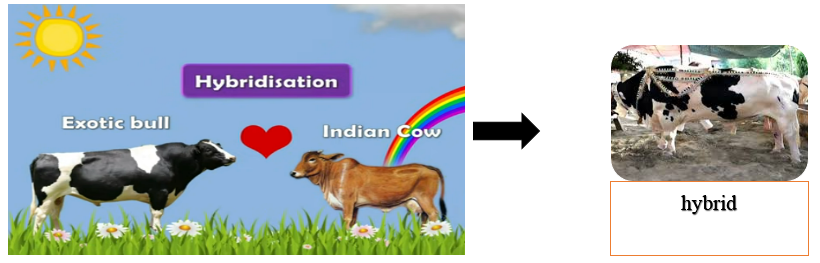 Hybridisation
Exotic bull
Indian Cow
hybrid